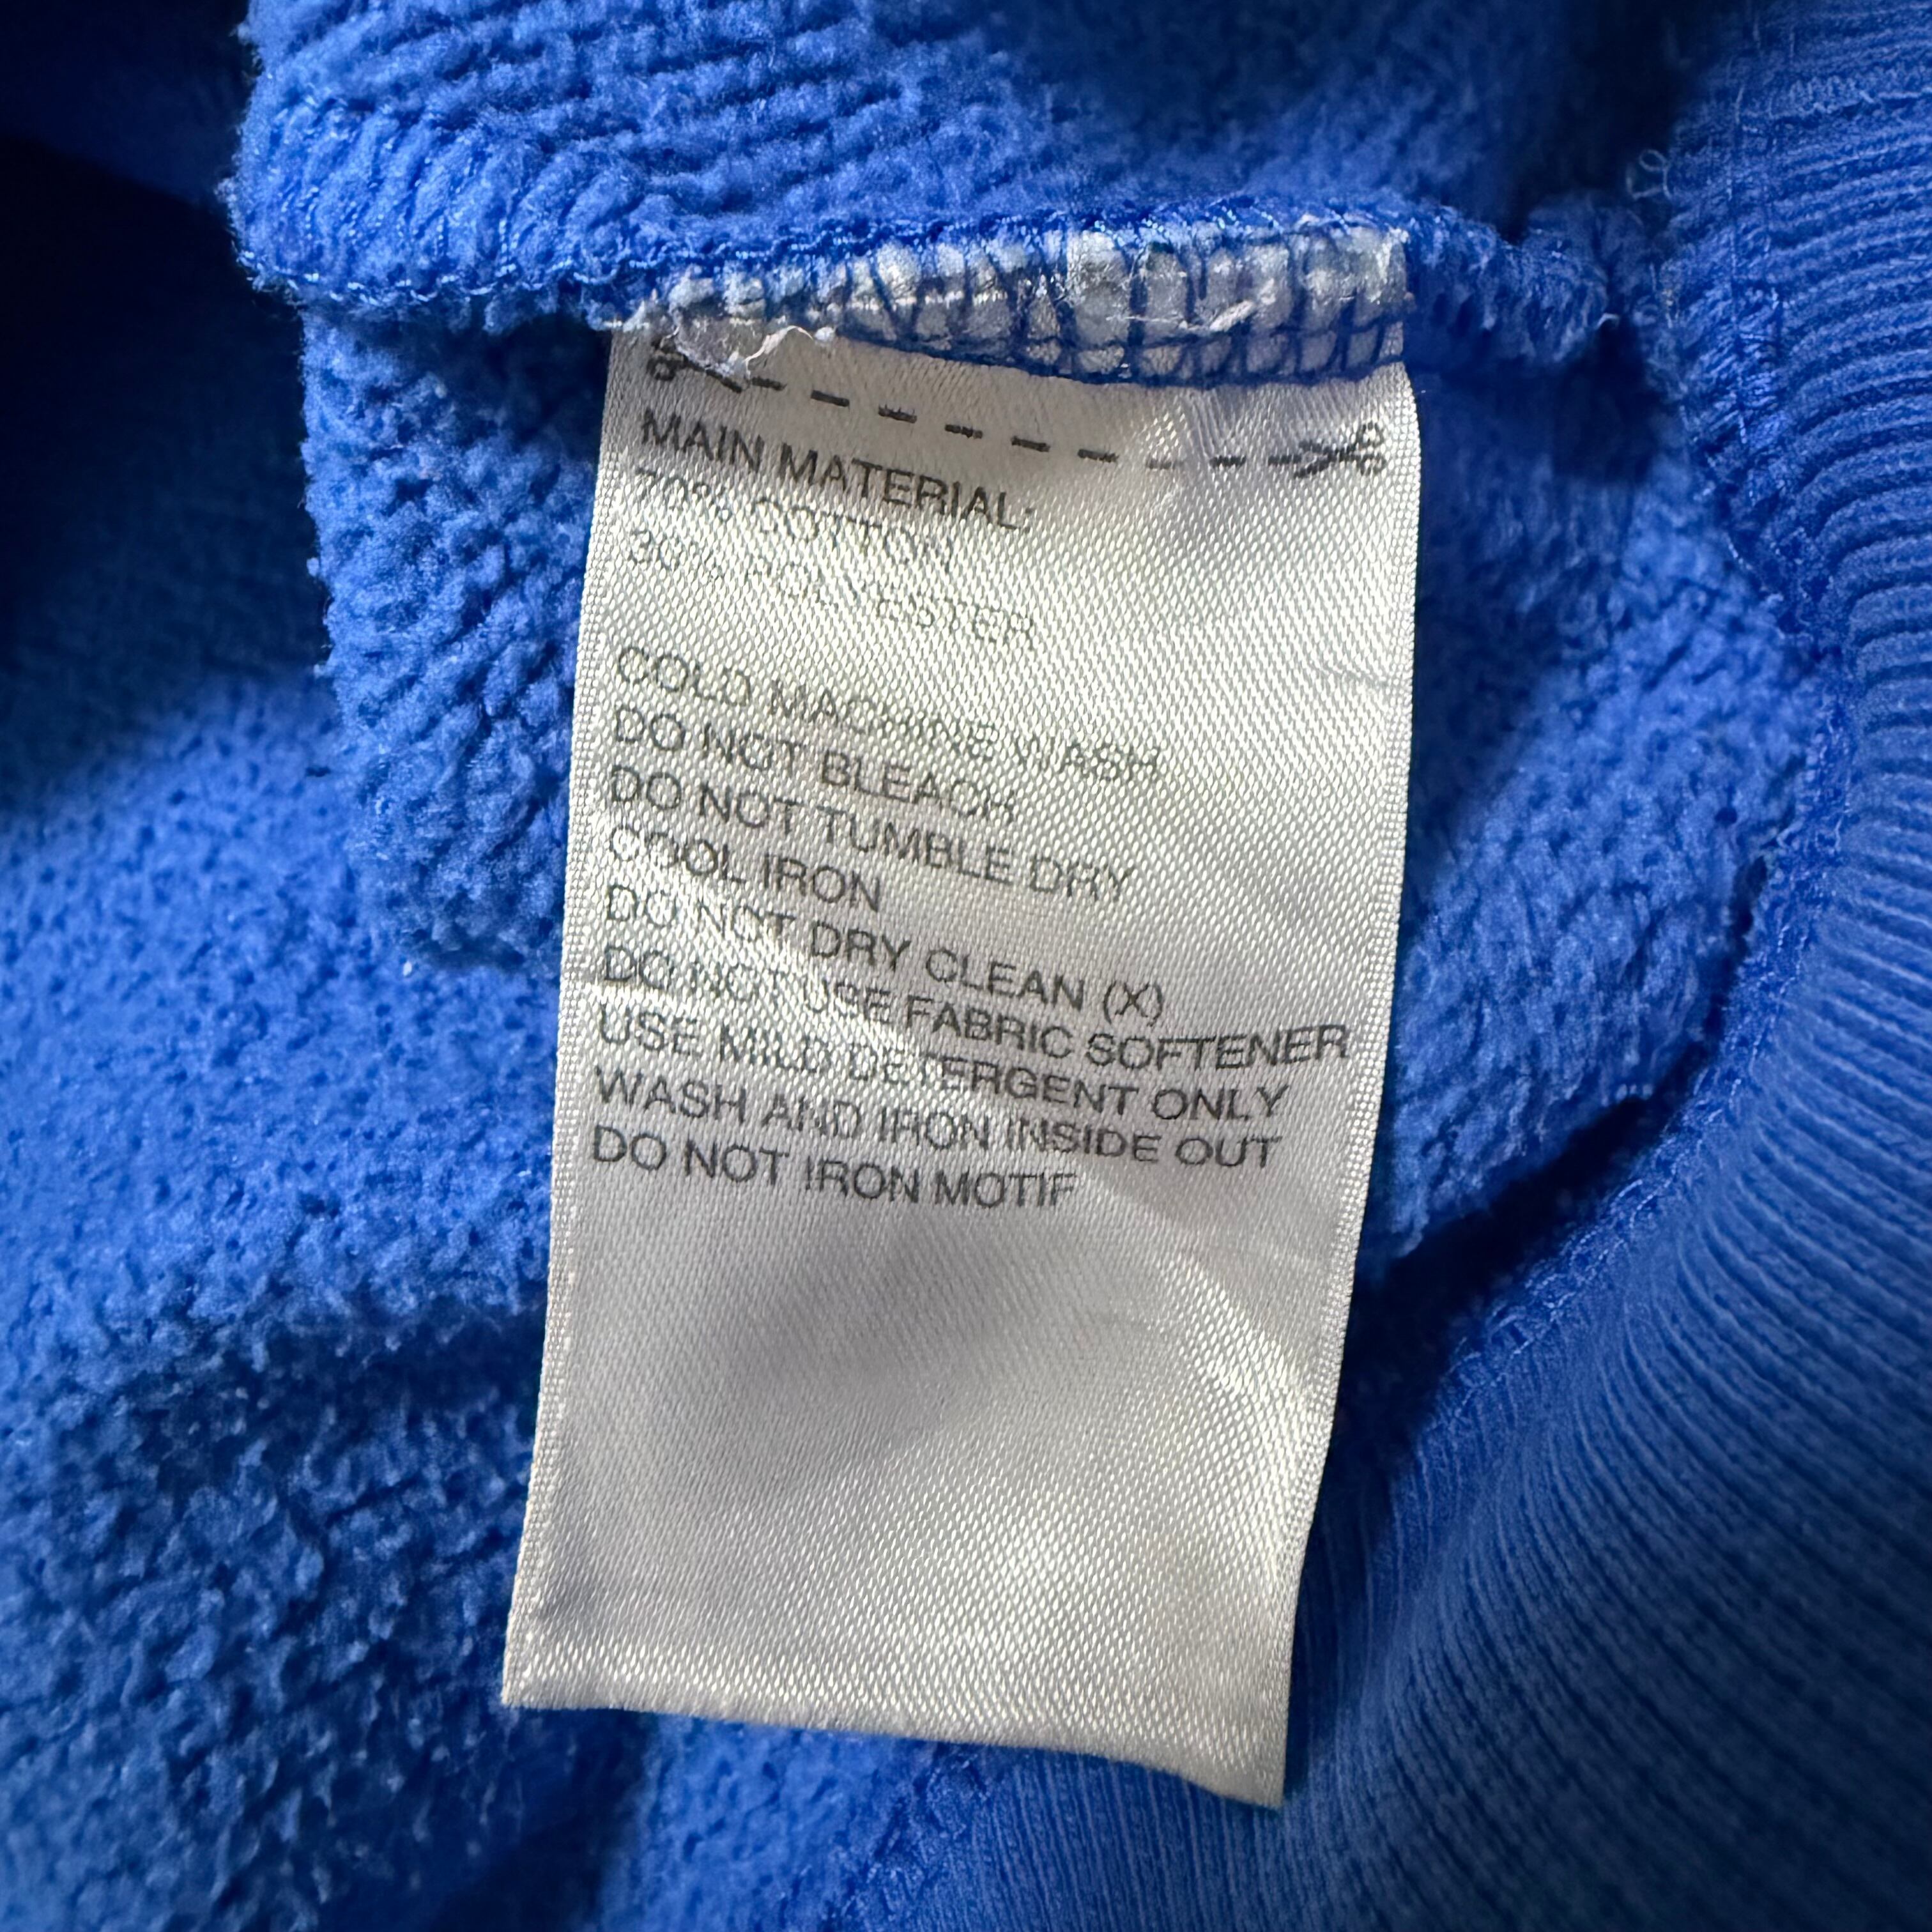 MAIN MATERIAL:
70% COTTON
30% POLYESTER
COLD MACHINE WASH
DO NOT BLEACH
DO NOT TUMBLE DRY
COOL IRON
DO NOT DRY CLEAN (X)
DO NOT USE FABRIC SOFTENER
USE MILD DETERGENT ONLY
WASH AND IRON INSIDE OUT
DO NOT IRON MOTIF